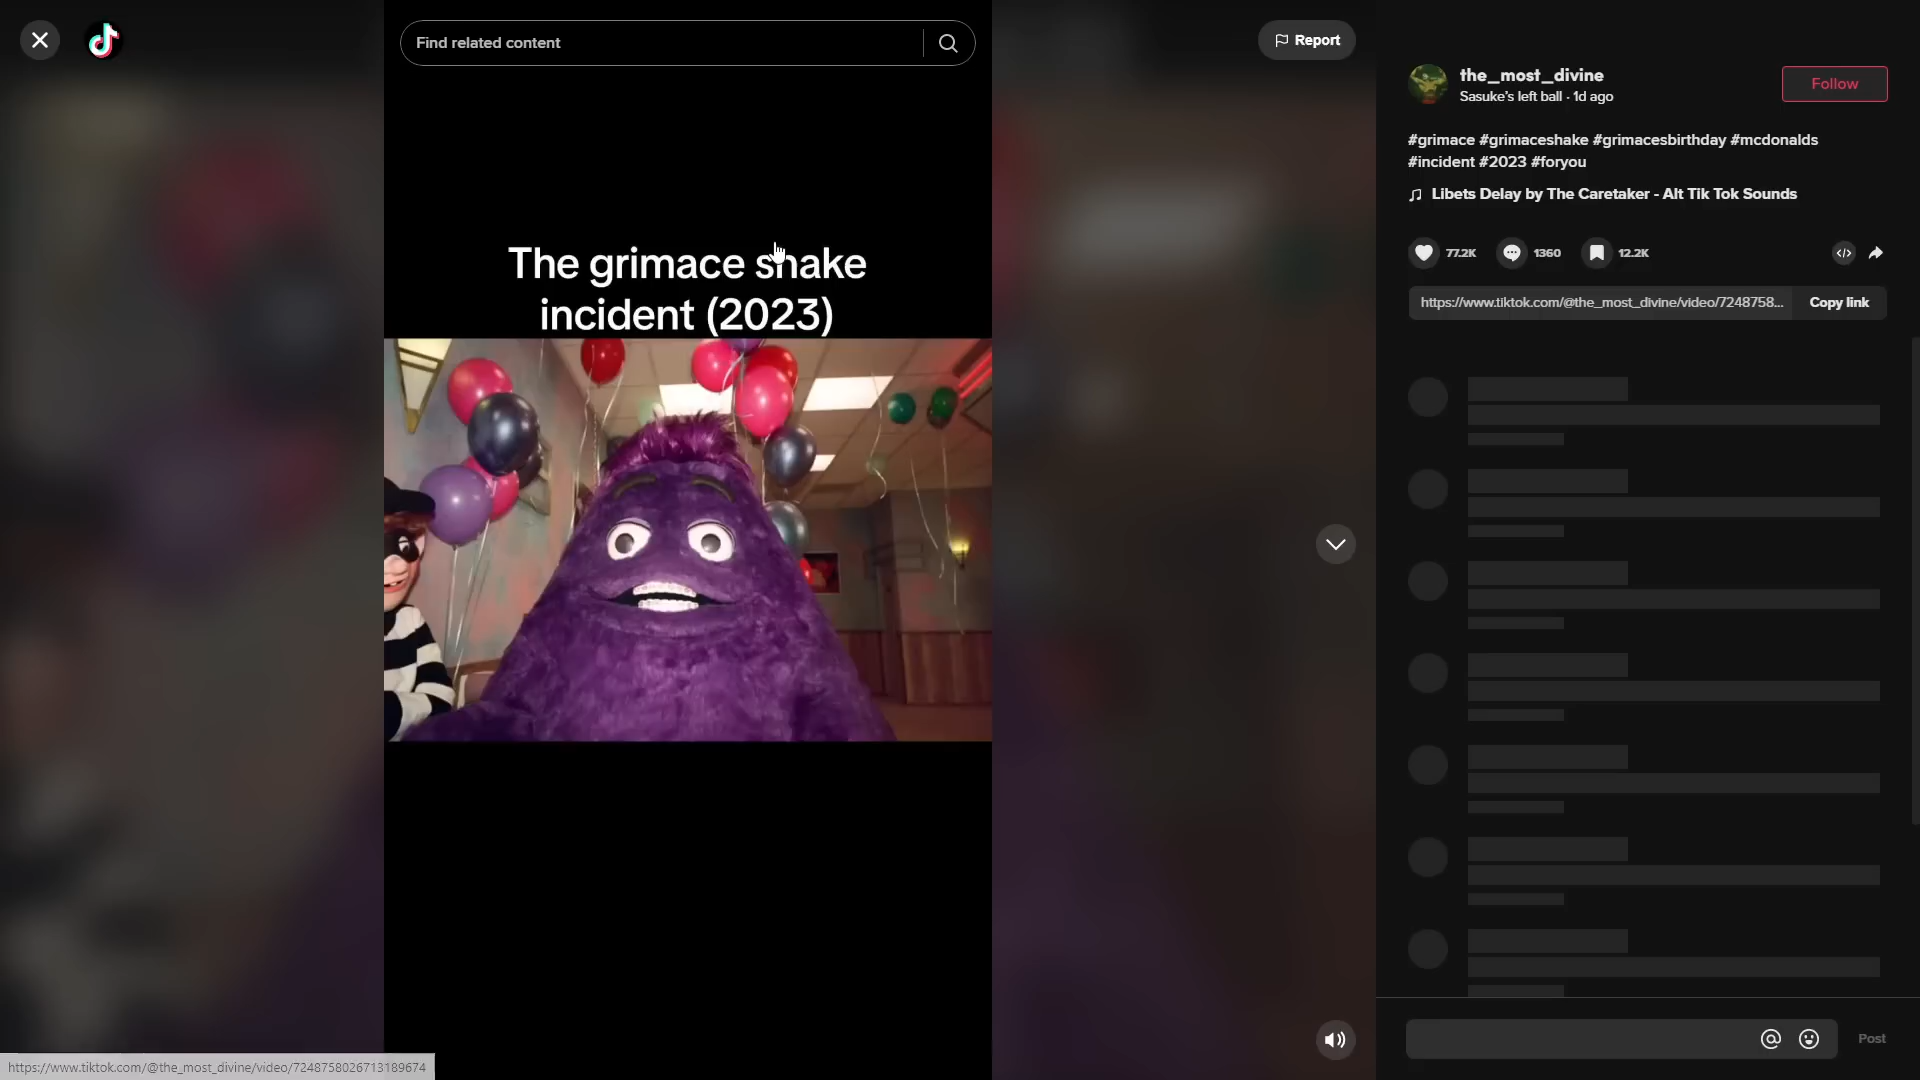 Find related content
Report
The grimace shake
incident (2023)
the_most_divine
Sasuke's left ball · 1d ago
Follow
#grimace #grimaceshake #grimacesbirthday #mcdonalds
#incident #2023 #foryou
Libets Delay by The Caretaker - Alt Tik Tok Sounds
77.2K
1360
12.2K
https://www.tiktok.com/@the_most_divine/video/7248758...
Copy link
Post
https://www.tiktok.com/@the_most_divine/video/7248758026713189674